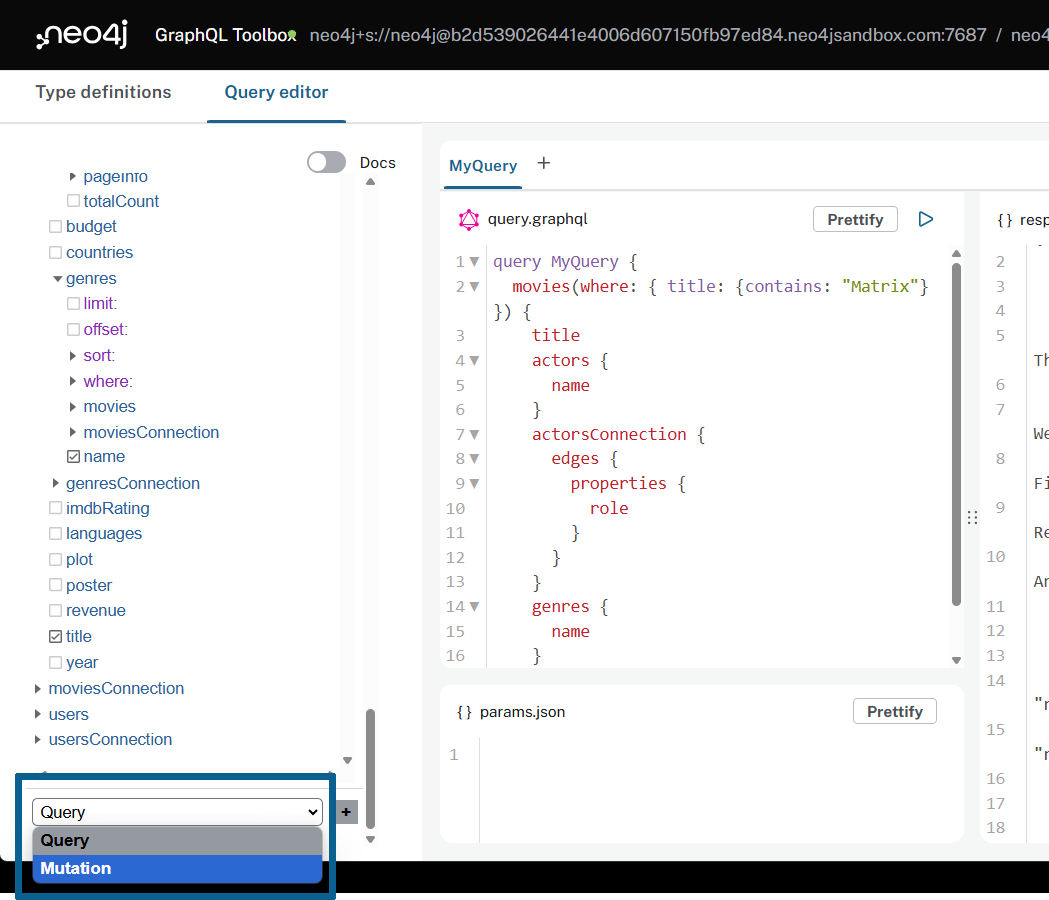 neo4j GraphQL Toolbox neo4j+s://neo4j@b2d539026441e4006d607150fb97ed84.neo4jsandbox.com:7687 / neo4
Type definitions Query editor
Docs
pageInfo
totalCount
budget
countries
genres
limit:
offset:
sort:
where:
movies
moviesConnection
name
genresConnection
imdbRating
languages
plot
poster
revenue
title
year
moviesConnection
users
usersConnection
Query
+
Query
Mutation
MyQuery +
query.graphql Prettify
1 query MyQuery {
2 movies(where: { title: {contains: "Matrix"}
}) {
3 title
4 actors {
5 name
6 }
7 actorsConnection {
8 edges {
9 properties {
10 role
11 }
12 }
13 }
14 genres {
15 name
16 }
{} params.json Prettify
1
{} resp
2
3
4
5
Th
6
7
We
8
Fi
9
Re
10
An
11
12
13
14
"r
15
"r
16
17
18